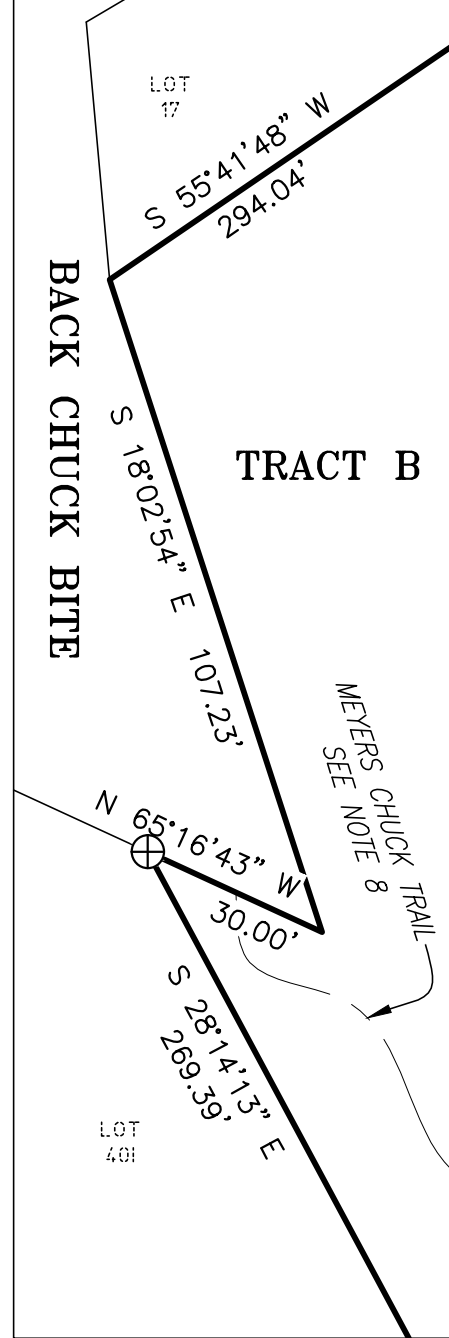 LOT
17
S 55°41'48" W
294.04'
BACK CHUCK BITE
S 18°02'54" E 107.23'
TRACT B
MEYERS CHUCK TRAIL
SEE NOTE 8
N 65°16'43" W
30.00'
S 28°14'13" E
269.39'
LOT
401